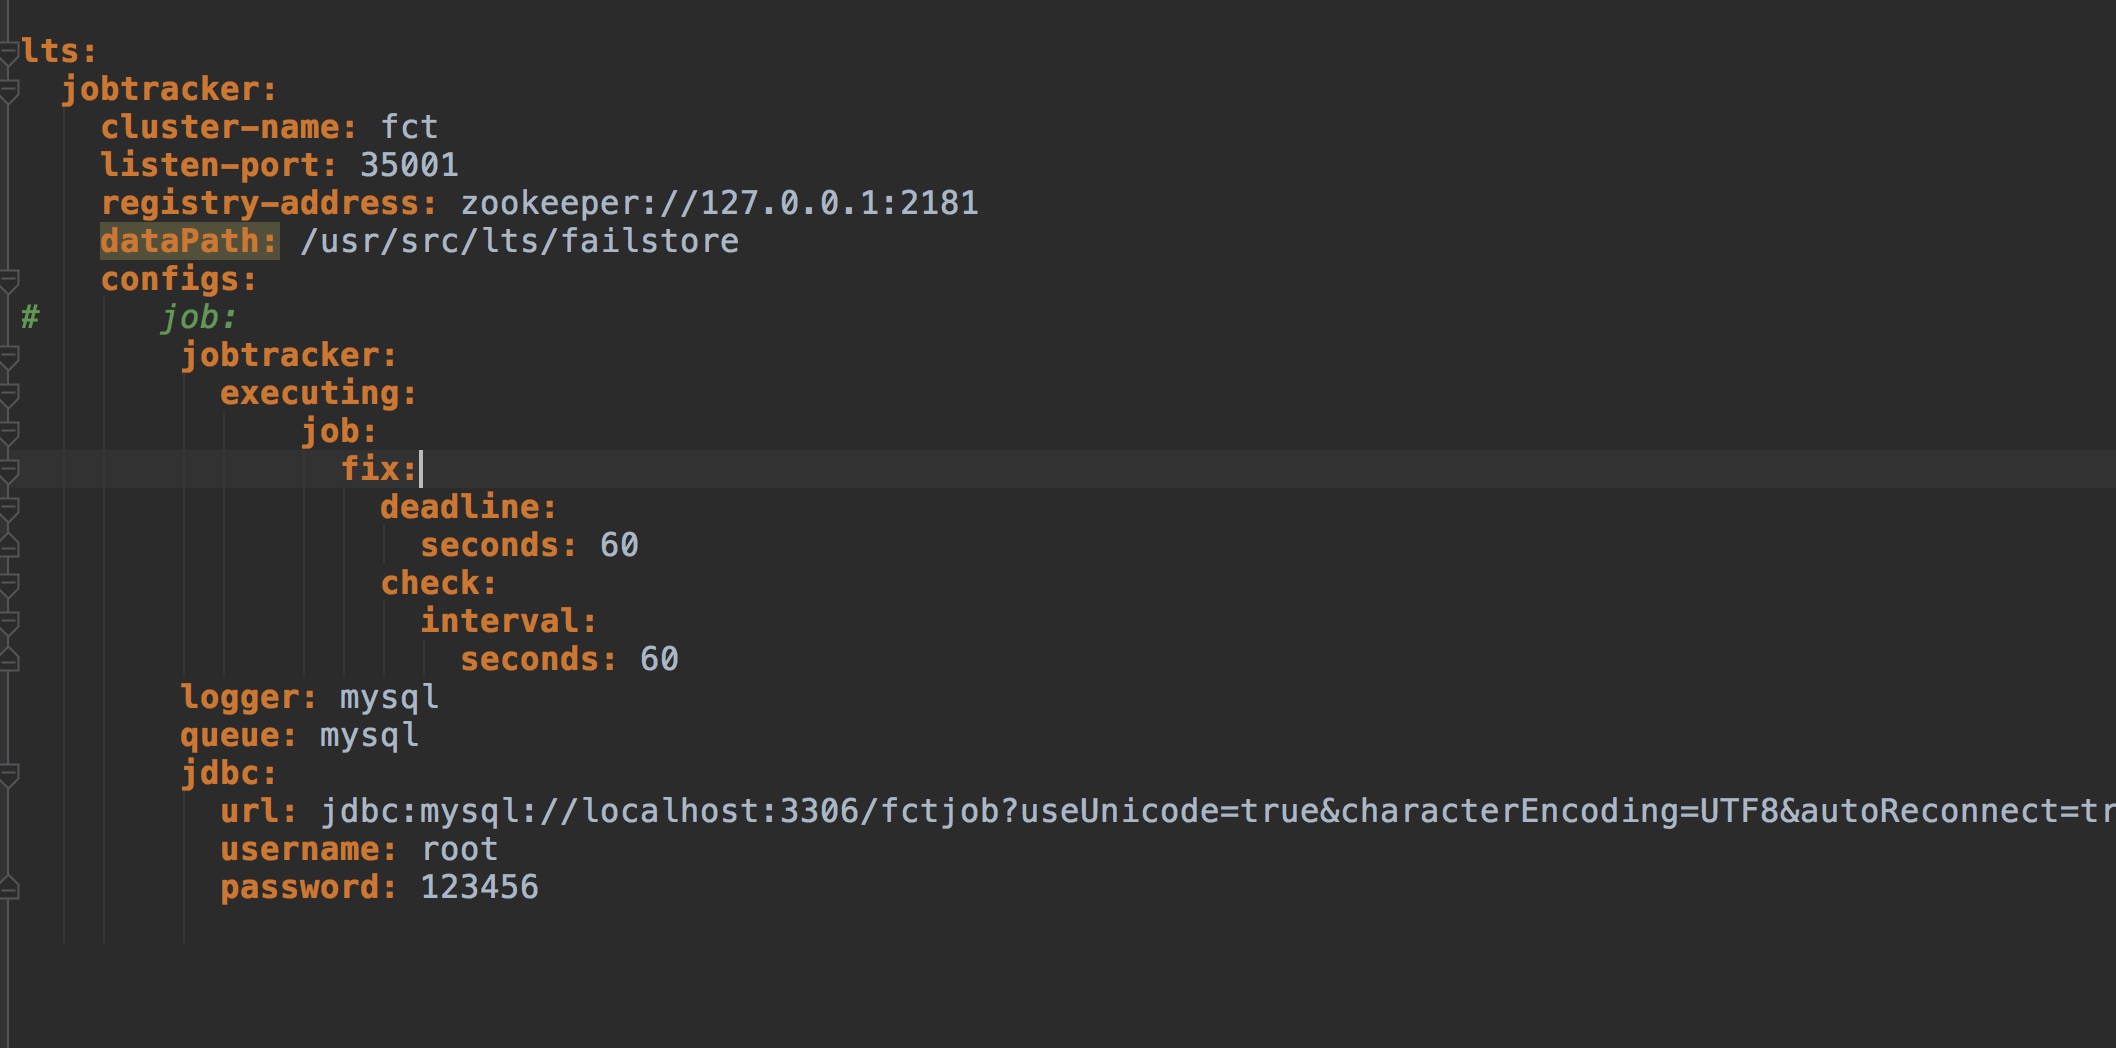 lts:
  jobtracker:
    cluster-name: fct
    listen-port: 35001
    registry-address: zookeeper://127.0.0.1:2181
    dataPath: /usr/src/lts/failstore
    configs:
#      job:
        jobtracker:
          executing:
              job:
                fix:
                  deadline:
                    seconds: 60
                  check:
                    interval:
                      seconds: 60
        logger: mysql
        queue: mysql
        jdbc:
          url: jdbc:mysql://localhost:3306/fctjob?useUnicode=true&characterEncoding=UTF8&autoReconnect=tr
          username: root
          password: 123456